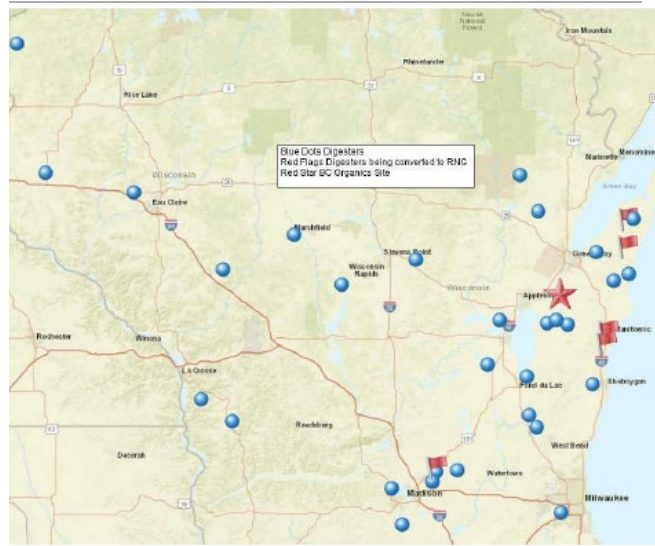 Iron Mountain
Rhinelander
Rice Lake
Blue Dots Digesters
Red Flags Digesters being converted to RNG
Red Star BC Organics Site
Marinette
Menomine
Wisconsin
Green Bay
Eau Claire
Marshfield
Stevens Point
Wisconsin
Rapids
Wisconsin
Appleton
Manitowoc
Rochester
Winona
La Crosse
Fond du Lac
Sheboygan
Reedsburg
Decorah
West Bend
Watertown
Madison
Milwaukee